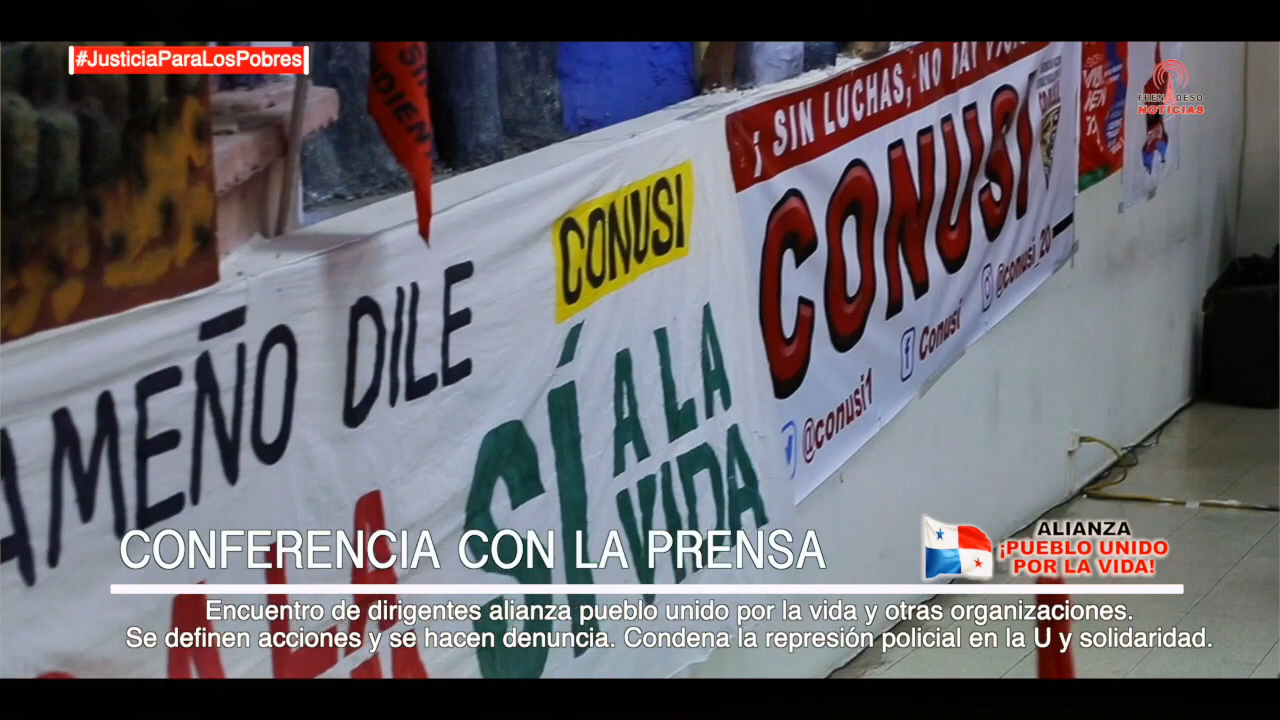 #JusticiaParaLosPobres
FRENADESO
NOTICIAS
¡SIN LUCHAS, NO HAY
CONUSI
@conusi_20
Conusi
@conusi1
CONUSI
DILE
SÍ A LA
VIDA
CONFERENCIA CON LA PRENSA
ALIANZA
¡PUEBLO UNIDO
POR LA VIDA!
Encuentro de dirigentes alianza pueblo unido por la vida y otras organizaciones.
Se definen acciones y se hacen denuncia. Condena la represión policial en la U y solidaridad.